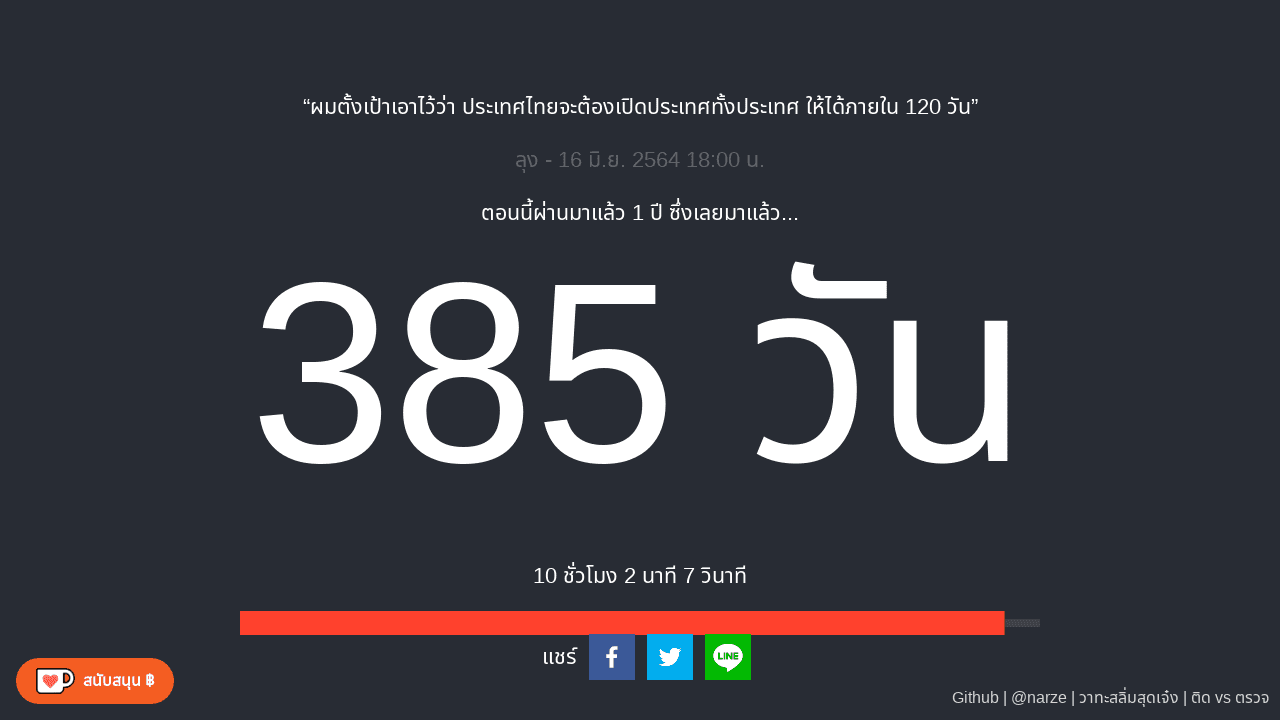 “ผมตั้งเป้าเอาไว้ว่า ประเทศไทยจะต้องเปิดประเทศทั้งประเทศ ให้ได้ภายใน 120 วัน”
ลุง - 16 มิ.ย. 2564 18:00 น.
ตอนนี้ผ่านมาแล้ว 1 ปี ซึ่งเลยมาแล้ว...
385 วัน
10 ชั่วโมง 2 นาที 7 วินาที
แชร์
LINE
สนับสนุน ฿
Github | @narze | วาทะสลิ่มสุดเจ๋ง | ติด vs ตรวจ